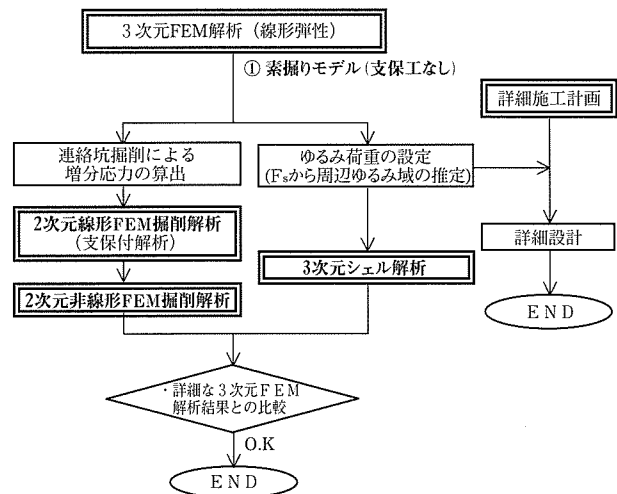 3次元FEM解析（線形弾性）
① 素掘りモデル(支保工なし)
詳細施工計画
連絡坑掘削による
増分応力の算出
ゆるみ荷重の設定
(Fsから周辺ゆるみ域の推定)
2次元線形FEM掘削解析
(支保付解析)
詳細設計
3次元シェル解析
2次元非線形FEM掘削解析
END
・詳細な3次元FEM
解析結果との比較
O.K
END